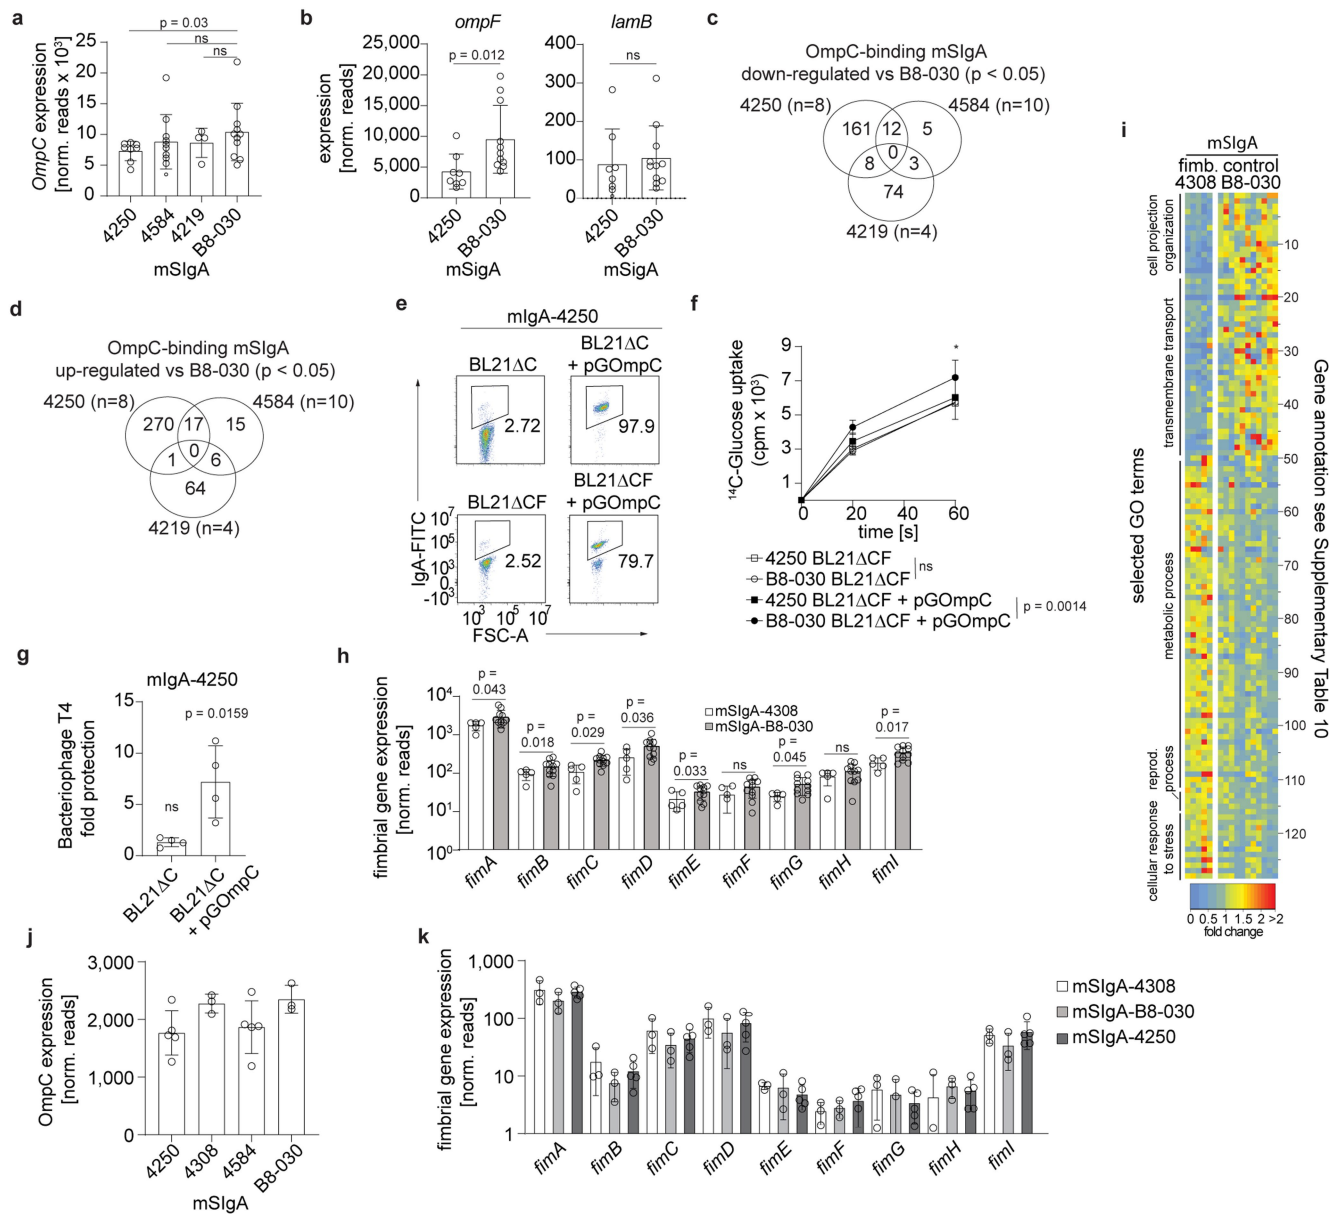 a
p = 0.03
ns
ns
OmpC expression
[norm. reads x 10³]
25
20
15
10
5
0
4250
4584
4219
B8-030
mSIgA
b
ompF
lamB
expression
[norm. reads]
25,000
20,000
15,000
10,000
5,000
0
p = 0.012
4250
B8-030
mSigA
400
300
200
100
0
ns
4250
B8-030
mSigA
c
OmpC-binding mSIgA
down-regulated vs B8-030 (p < 0.05)
4250 (n=8)
4584 (n=10)
161
12
5
0
8
3
74
4219 (n=4)
d
OmpC-binding mSIgA
up-regulated vs B8-030 (p < 0.05)
4250 (n=8)
4584 (n=10)
270
17
15
0
1
6
64
4219 (n=4)
e
mIgA-4250
BL21ΔC
BL21ΔC
+ pGOmpC
2.72
97.9
BL21ΔCF
BL21ΔCF
+ pGOmpC
2.52
79.7
IgA-FITC
10⁷
10⁵
10³
0
-10³
10³ 10⁵ 10⁷
FSC-A
f
¹⁴C-Glucose uptake
(cpm x 10³)
9
7
5
3
1
*
0 20 60
time [s]
4250 BL21ΔCF
B8-030 BL21ΔCF
ns
4250 BL21ΔCF + pGOmpC
B8-030 BL21ΔCF + pGOmpC
p = 0.0014
g
mIgA-4250
Bacteriophage T4
fold protection
15
10
5
0
ns
p = 0.0159
BL21ΔC
BL21ΔC
+ pGOmpC
h
fimbrial gene expression
[norm. reads]
10⁴
10³
10²
10¹
10⁰
p =
0.043
p =
0.018
p =
0.029
p =
0.036
p =
0.033
ns
p =
0.045
ns
p =
0.017
mSIgA-4308
mSIgA-B8-030
fimA
fimB
fimC
fimD
fimE
fimF
fimG
fimH
fimI
i
mSIgA
fimb. control
4308 B8-030
selected GO terms
cell projection
organization
transmembrane transport
metabolic process
reprod.
process
cellular response
to stress
10
20
30
40
50
60
70
80
90
100
110
120
Gene annotation see Supplementary Table 10
0 0.5 1 1.5 2 >2
fold change
j
OmpC expression
[norm. reads]
3,000
2,000
1,000
0
4250
4308
4584
B8-030
mSIgA
k
fimbrial gene expression
[norm. reads]
1,000
100
10
1
fimA
fimB
fimC
fimD
fimE
fimF
fimG
fimH
fimI
mSIgA-4308
mSIgA-B8-030
mSIgA-4250